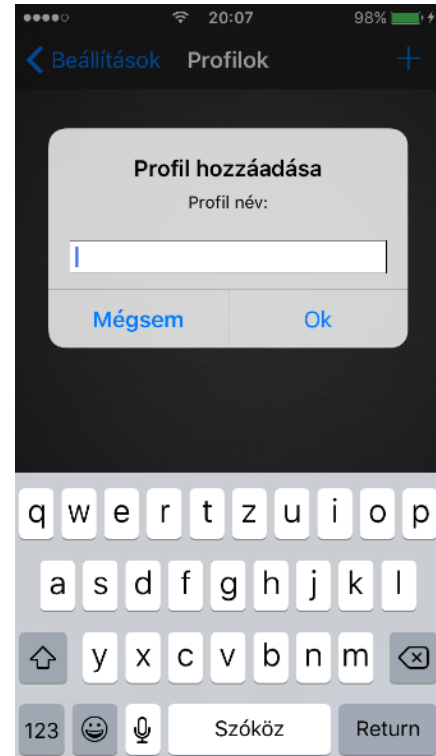 20:07 98%
Beállítások Profilok
Profil hozzáadása
Profil név:
Mégsem Ok
q w e r t z u i o p
a s d f g h j k l
y x c v b n m
123 Szóköz Return